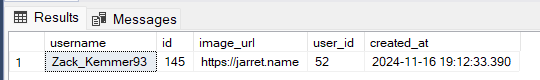 Results Messages
username id image_url user_id created_at
1 Zack_Kemmer93 145 https://jarret.name 52 2024-11-16 19:12:33.390